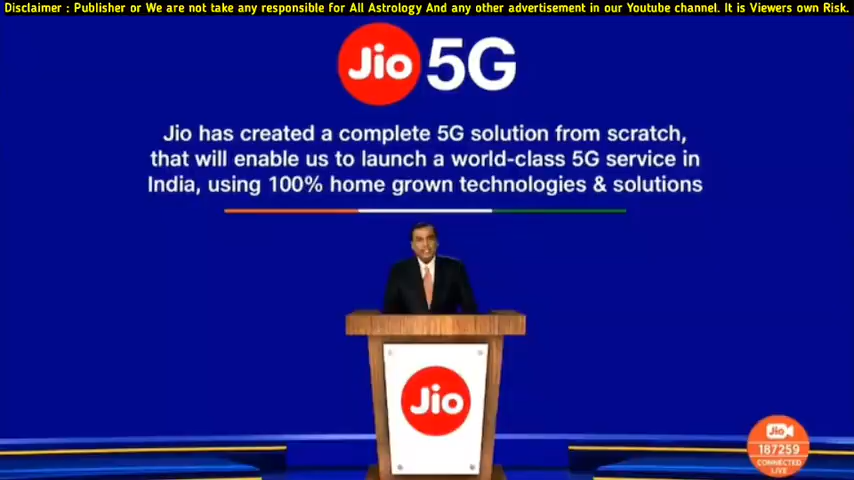 Disclaimer : Publisher or We are not take any responsible for All Astrology And any other advertisement in our Youtube channel. It is Viewers own Risk.
Jio 5G
Jio has created a complete 5G solution from scratch,
that will enable us to launch a world-class 5G service in
India, using 100% home grown technologies & solutions
Jio
Jio
187259
CONNECTED
LIVE